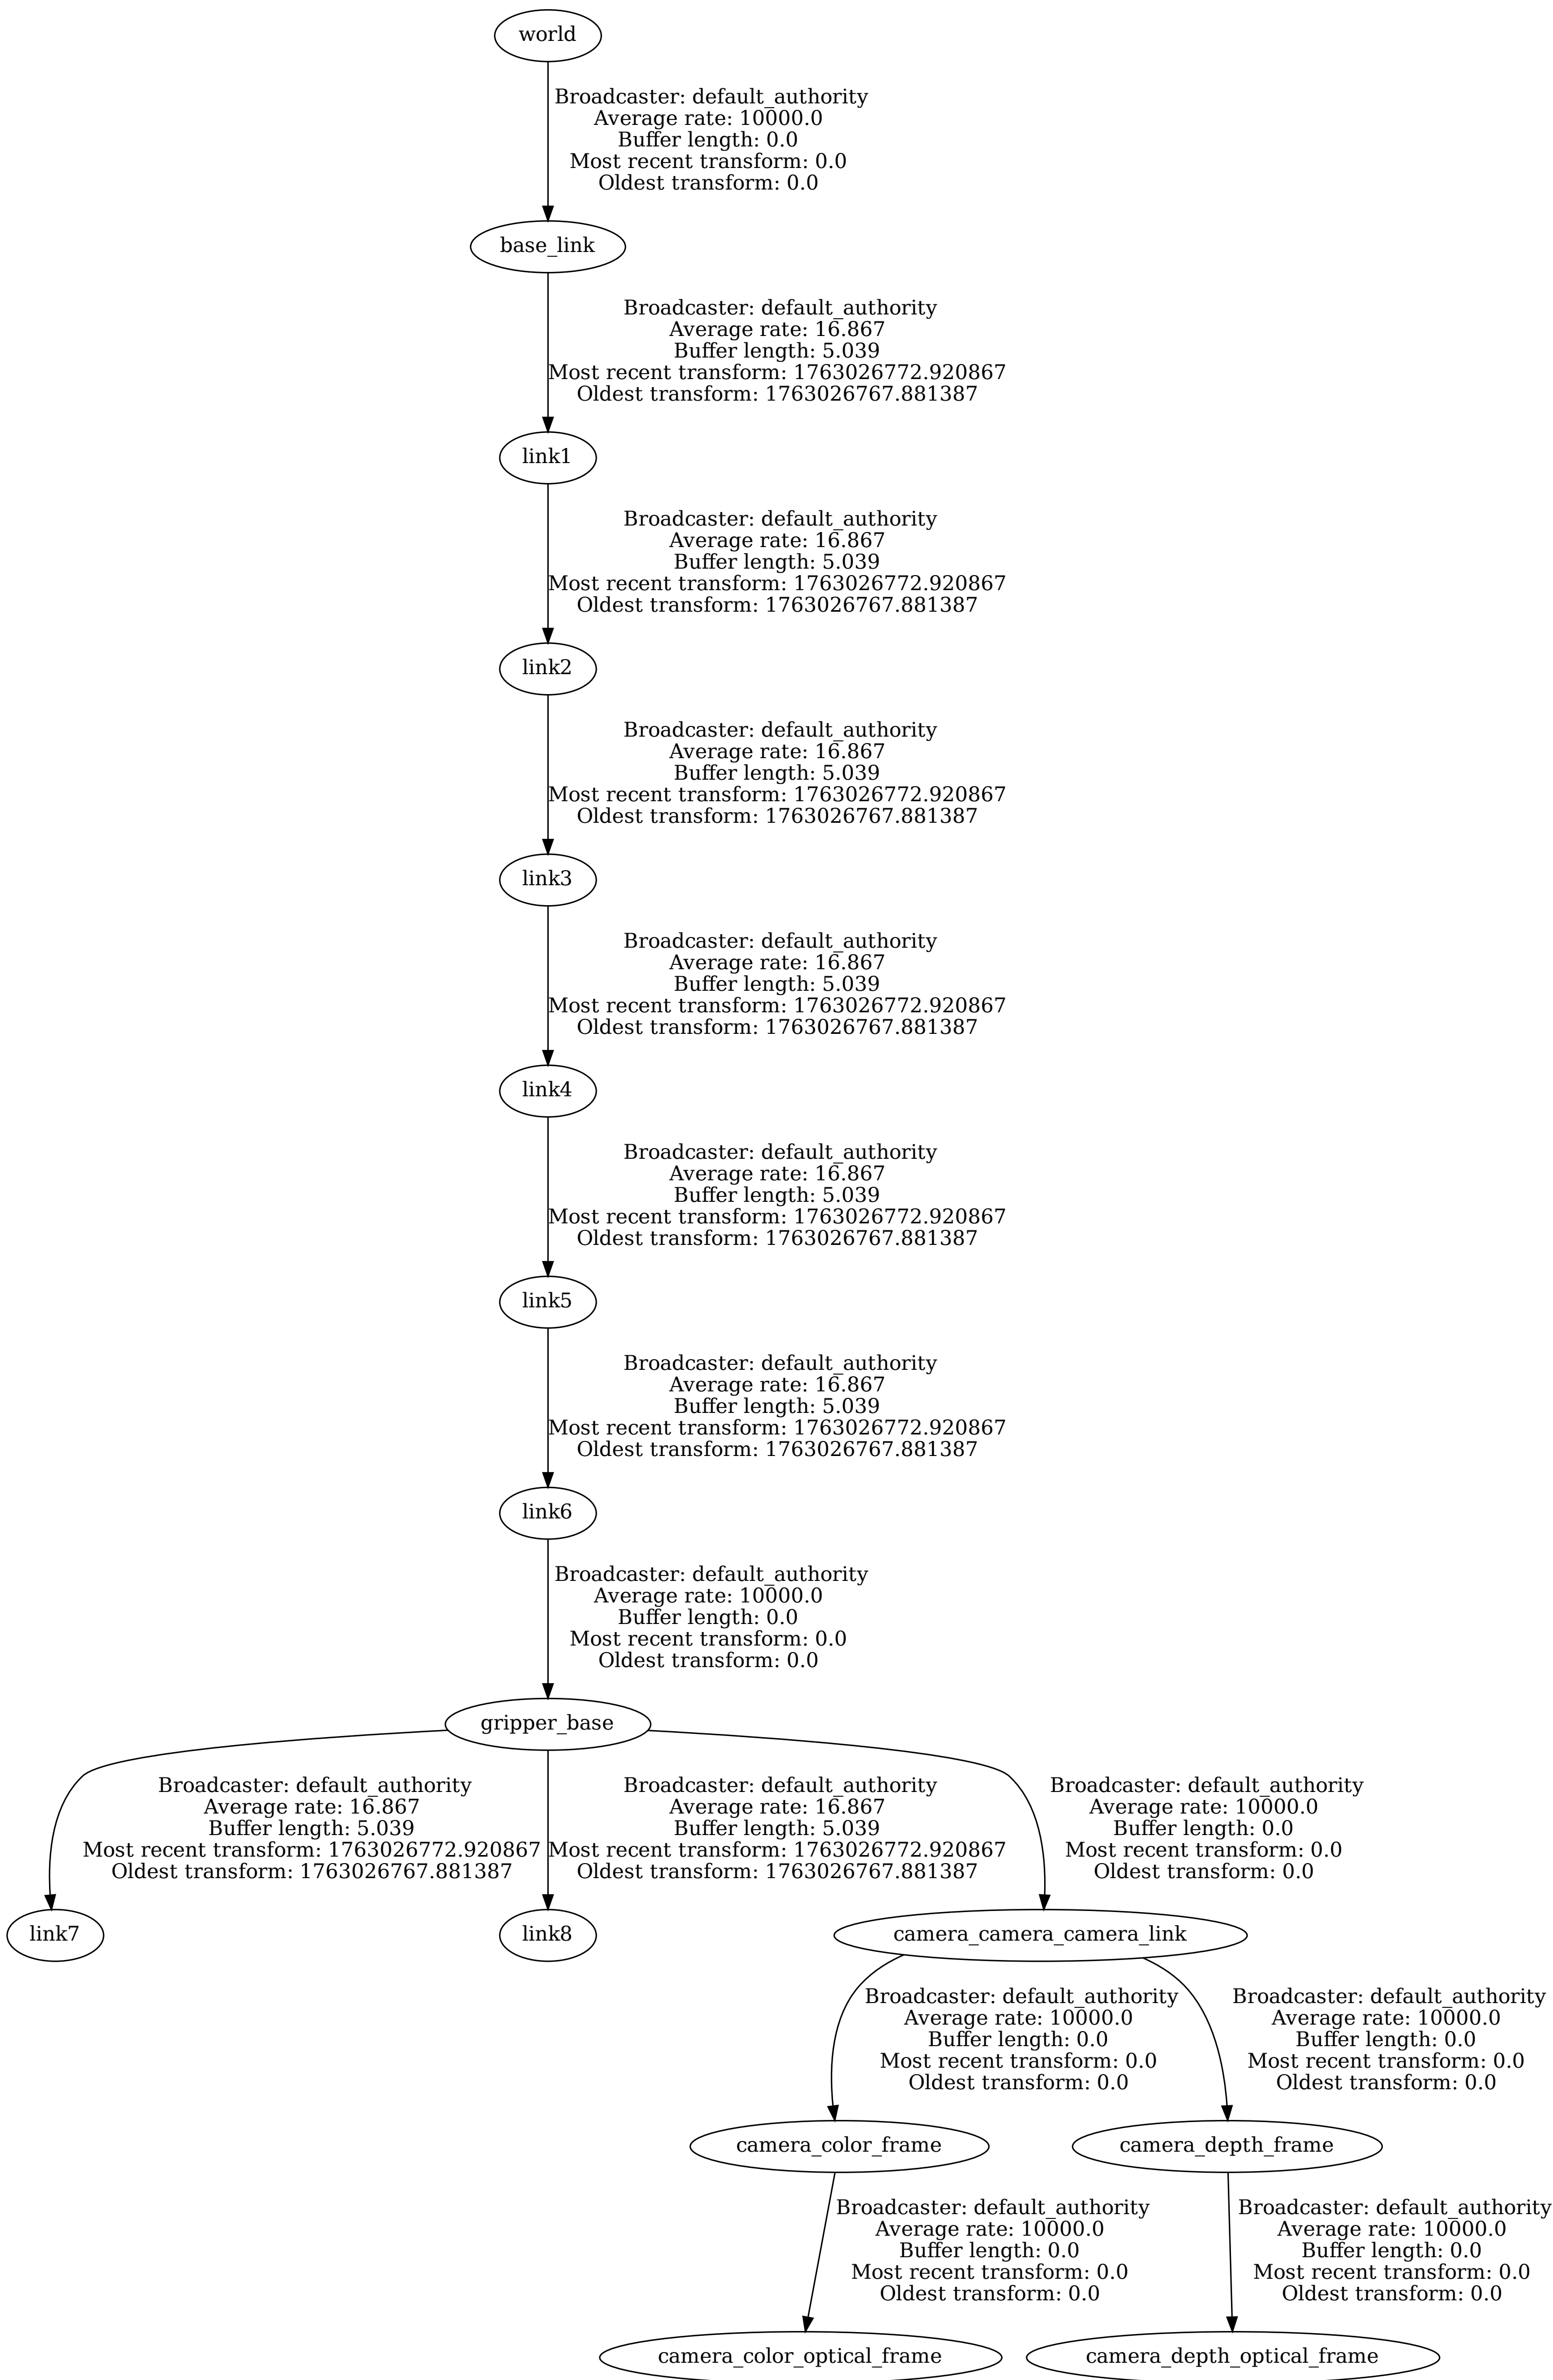 world
Broadcaster: default_authority
Average rate: 10000.0
Buffer length: 0.0
Most recent transform: 0.0
Oldest transform: 0.0
base_link
Broadcaster: default_authority
Average rate: 16.867
Buffer length: 5.039
Most recent transform: 1763026772.920867
Oldest transform: 1763026767.881387
link1
Broadcaster: default_authority
Average rate: 16.867
Buffer length: 5.039
Most recent transform: 1763026772.920867
Oldest transform: 1763026767.881387
link2
Broadcaster: default_authority
Average rate: 16.867
Buffer length: 5.039
Most recent transform: 1763026772.920867
Oldest transform: 1763026767.881387
link3
Broadcaster: default_authority
Average rate: 16.867
Buffer length: 5.039
Most recent transform: 1763026772.920867
Oldest transform: 1763026767.881387
link4
Broadcaster: default_authority
Average rate: 16.867
Buffer length: 5.039
Most recent transform: 1763026772.920867
Oldest transform: 1763026767.881387
link5
Broadcaster: default_authority
Average rate: 16.867
Buffer length: 5.039
Most recent transform: 1763026772.920867
Oldest transform: 1763026767.881387
link6
Broadcaster: default_authority
Average rate: 10000.0
Buffer length: 0.0
Most recent transform: 0.0
Oldest transform: 0.0
gripper_base
Broadcaster: default_authority
Average rate: 16.867
Buffer length: 5.039
Most recent transform: 1763026772.920867
Oldest transform: 1763026767.881387
Broadcaster: default_authority
Average rate: 16.867
Buffer length: 5.039
Most recent transform: 1763026772.920867
Oldest transform: 1763026767.881387
Broadcaster: default_authority
Average rate: 10000.0
Buffer length: 0.0
Most recent transform: 0.0
Oldest transform: 0.0
link7
link8
camera_camera_camera_link
Broadcaster: default_authority
Average rate: 10000.0
Buffer length: 0.0
Most recent transform: 0.0
Oldest transform: 0.0
Broadcaster: default_authority
Average rate: 10000.0
Buffer length: 0.0
Most recent transform: 0.0
Oldest transform: 0.0
camera_color_frame
camera_depth_frame
Broadcaster: default_authority
Average rate: 10000.0
Buffer length: 0.0
Most recent transform: 0.0
Oldest transform: 0.0
Broadcaster: default_authority
Average rate: 10000.0
Buffer length: 0.0
Most recent transform: 0.0
Oldest transform: 0.0
camera_color_optical_frame
camera_depth_optical_frame